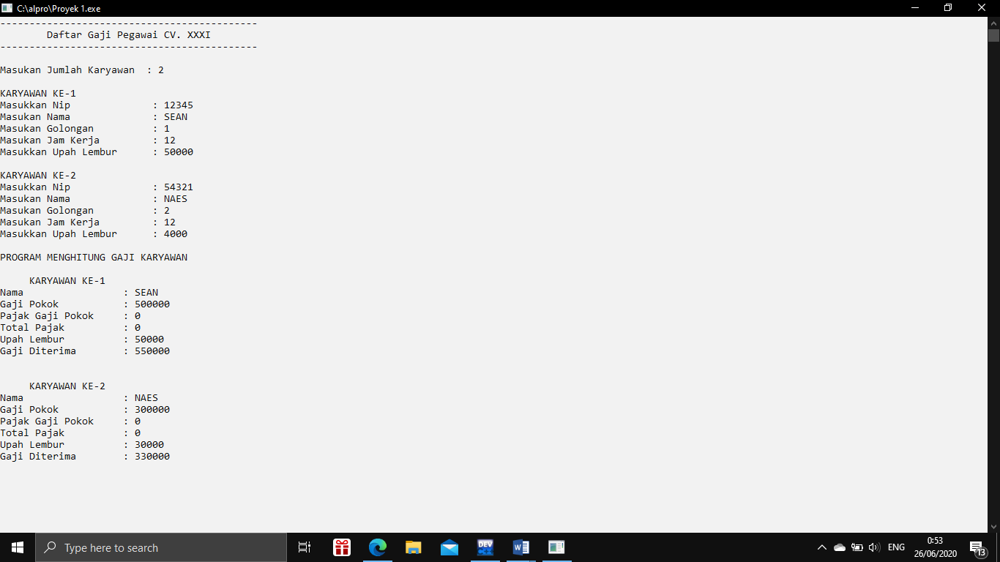 C:\alpro\Proyek 1.exe
--------------------------------------------
Daftar Gaji Pegawai CV. XXXI
--------------------------------------------
Masukan Jumlah Karyawan  : 2
KARYAWAN KE-1
Masukkan Nip              : 12345
Masukan Nama              : SEAN
Masukan Golongan          : 1
Masukan Jam Kerja         : 12
Masukkan Upah Lembur      : 50000
KARYAWAN KE-2
Masukkan Nip              : 54321
Masukan Nama              : NAES
Masukan Golongan          : 2
Masukan Jam Kerja         : 12
Masukkan Upah Lembur      : 4000
PROGRAM MENGHITUNG GAJI KARYAWAN
KARYAWAN KE-1
Nama                 : SEAN
Gaji Pokok           : 500000
Pajak Gaji Pokok     : 0
Total Pajak          : 0
Upah Lembur          : 50000
Gaji Diterima        : 550000
KARYAWAN KE-2
Nama                 : NAES
Gaji Pokok           : 300000
Pajak Gaji Pokok     : 0
Total Pajak          : 0
Upah Lembur          : 30000
Gaji Diterima        : 330000
Type here to search
DEV
W
ENG
0:53
26/06/2020
13